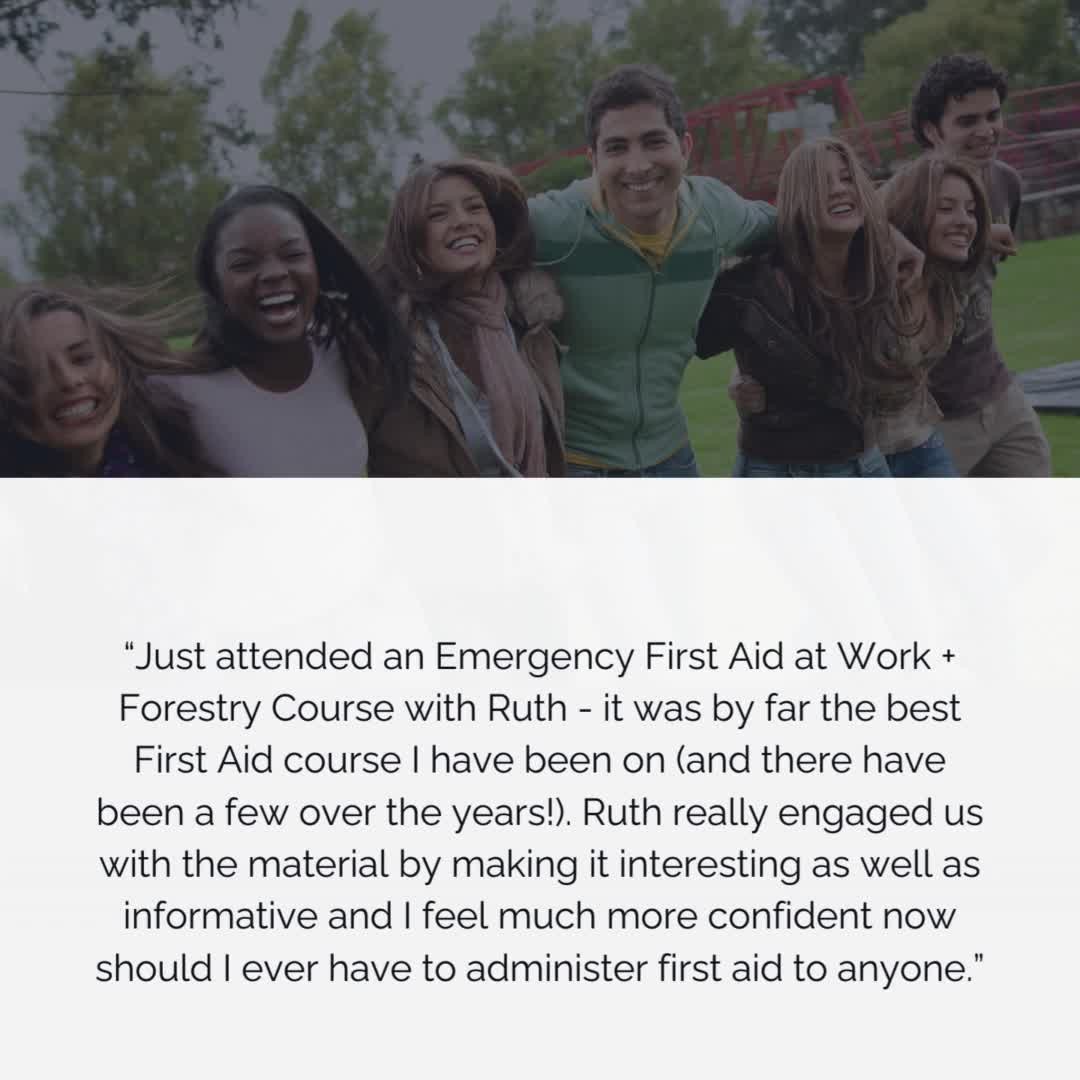 “Just attended an Emergency First Aid at Work +
Forestry Course with Ruth - it was by far the best
First Aid course I have been on (and there have
been a few over the years!). Ruth really engaged us
with the material by making it interesting as well as
informative and I feel much more confident now
should I ever have to administer first aid to anyone.”